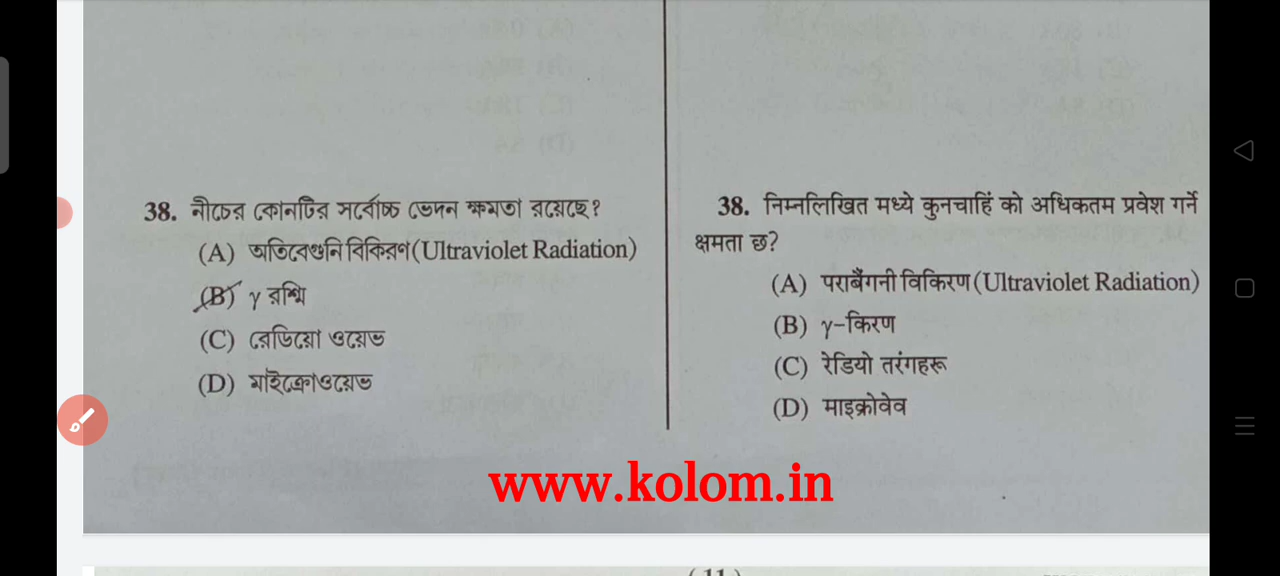 38. নীচের কোনটির সর্বোচ্চ ভেদন ক্ষমতা রয়েছে?
(A) অতিবেগুনি বিকিরণ(Ultraviolet Radiation)
(B) γ রশ্মি
(C) রেডিয়ো ওয়েভ
(D) মাইক্রোওয়েভ
38. निम्नलिखित मध्ये कुनचाहिं को अधिकतम प्रवेश गर्ने
क्षमता छ?
(A) पराबैंगनी विकिरण(Ultraviolet Radiation)
(B) γ-किरण
(C) रेडियो तरंगहरू
(D) माइक्रोवेव
www.kolom.in
(11)